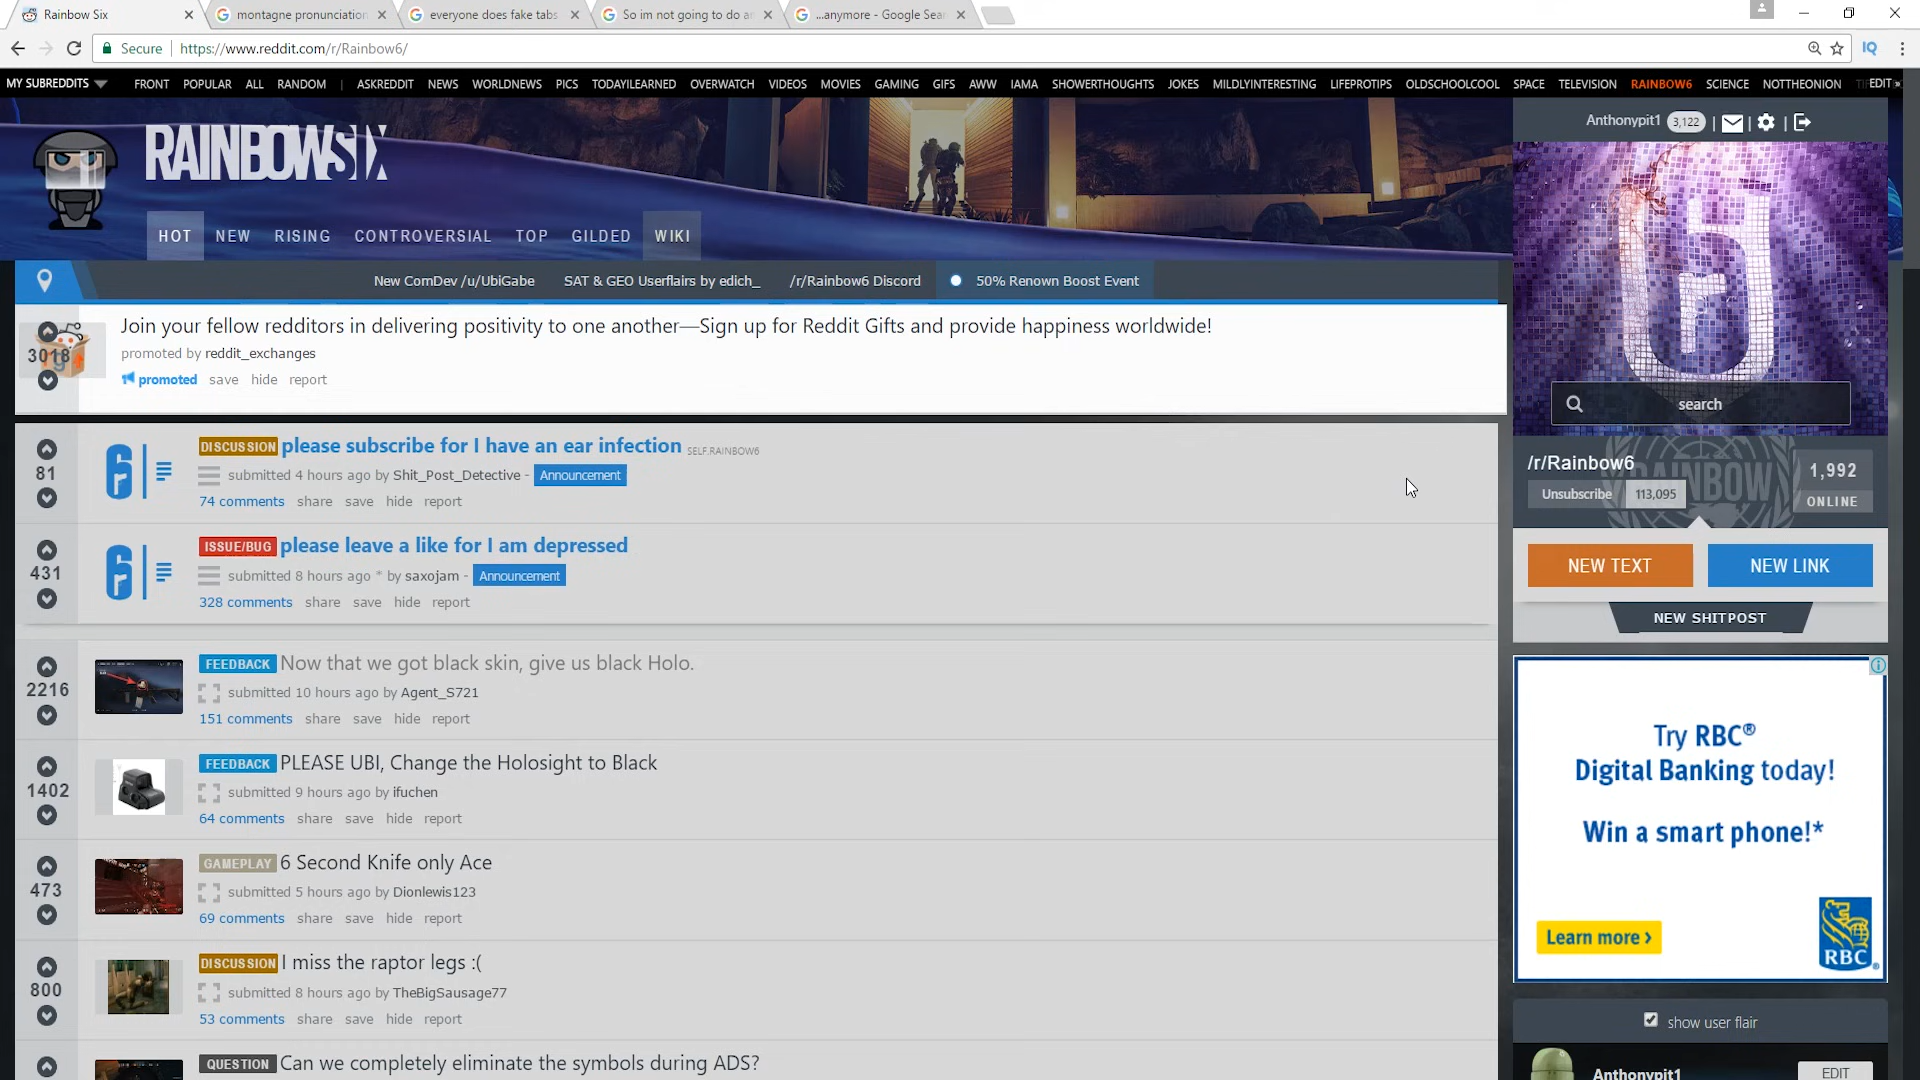 Rainbow Six
montagne pronunciation
everyone does fake tabs
So im not going to do a
...anymore - Google Sear
Secure https://www.reddit.com/r/Rainbow6/ IQ
MY SUBREDDITS FRONT POPULAR ALL RANDOM | ASKREDDIT NEWS WORLDNEWS PICS TODAYILEARNED OVERWATCH VIDEOS MOVIES GAMING GIFS AWW IAMA SHOWERTHOUGHTS JOKES MILDLYINTERESTING LIFEPROTIPS OLDSCHOOLCOOL SPACE TELEVISION RAINBOW6 SCIENCE NOTTHEONION EDIT »
RAINBOWSIX
Anthonypit1 3,122 | | |
HOT NEW RISING CONTROVERSIAL TOP GILDED WIKI
New ComDev /u/UbiGabe SAT & GEO Userflairs by edich_ /r/Rainbow6 Discord 50% Renown Boost Event
3018
Join your fellow redditors in delivering positivity to one another—Sign up for Reddit Gifts and provide happiness worldwide!
promoted by reddit_exchanges
promoted save hide report
81
DISCUSSION please subscribe for I have an ear infection SELF.RAINBOW6
submitted 4 hours ago by Shit_Post_Detective - Announcement
74 comments share save hide report
431
ISSUE/BUG please leave a like for I am depressed
submitted 8 hours ago * by saxojam - Announcement
328 comments share save hide report
2216
FEEDBACK Now that we got black skin, give us black Holo.
submitted 10 hours ago by Agent_S721
151 comments share save hide report
1402
FEEDBACK PLEASE UBI, Change the Holosight to Black
submitted 9 hours ago by ifuchen
64 comments share save hide report
473
GAMEPLAY 6 Second Knife only Ace
submitted 5 hours ago by Dionlewis123
69 comments share save hide report
800
DISCUSSION I miss the raptor legs :(
submitted 8 hours ago by TheBigSausage77
53 comments share save hide report
QUESTION Can we completely eliminate the symbols during ADS?
search
/r/Rainbow6
Unsubscribe 113,095
RAINBOW
1,992
ONLINE
NEW TEXT NEW LINK
NEW SHITPOST
Try RBC®
Digital Banking today!
Win a smart phone!*
Learn more >
RBC
show user flair
Anthonypit1 EDIT